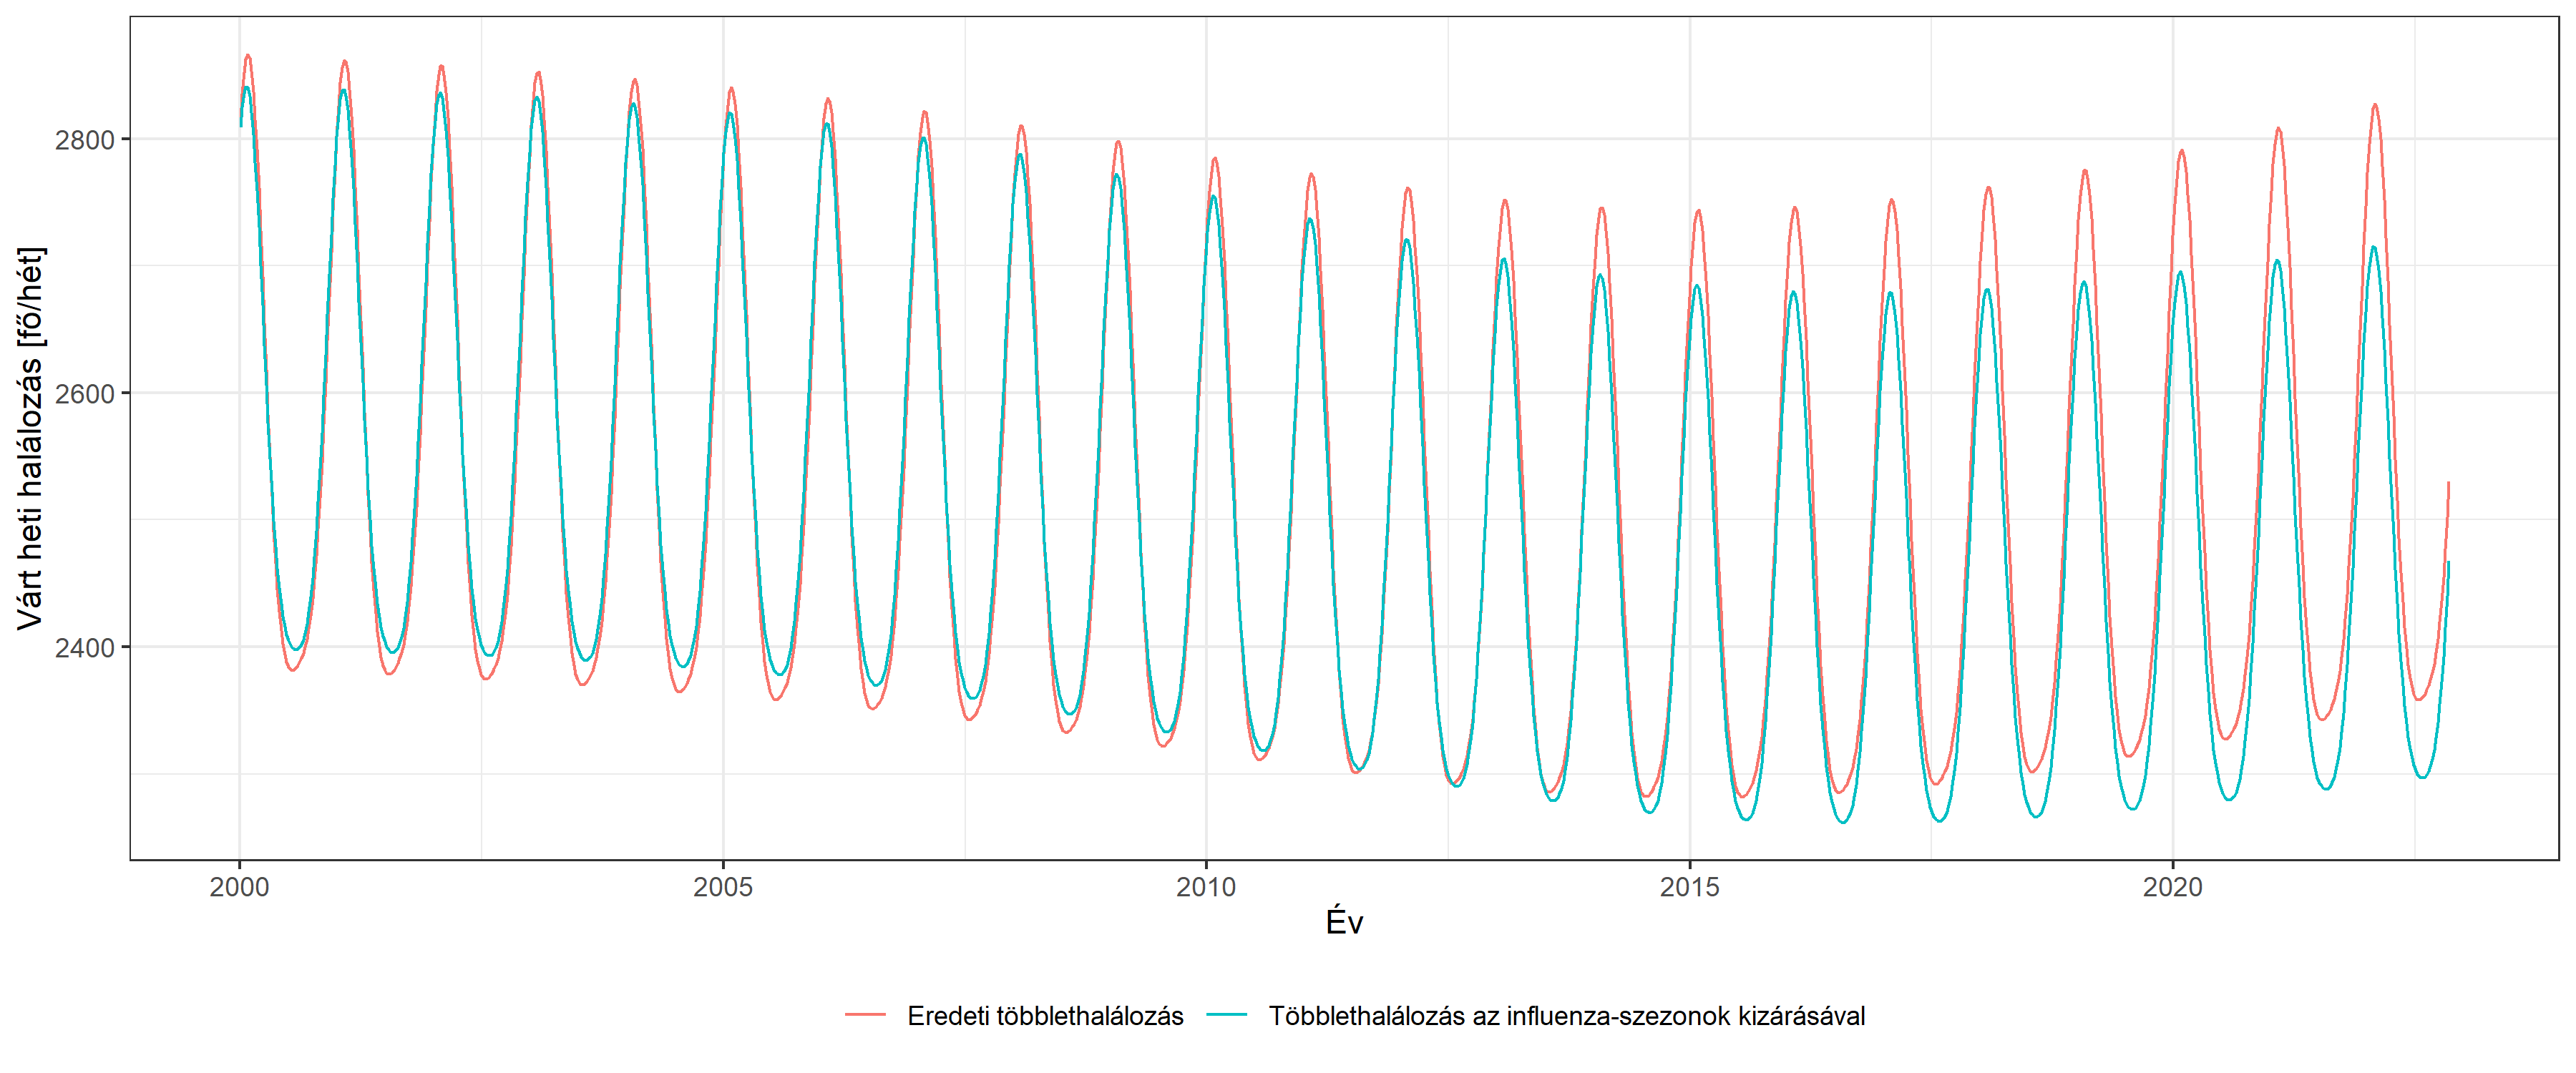 Várt heti halálozás [fő/hét]
2800
2600
2400
2000 2005 2010 2015 2020
Év
Eredeti többlethalálozás Többlethalálozás az influenza-szezonok kizárásával